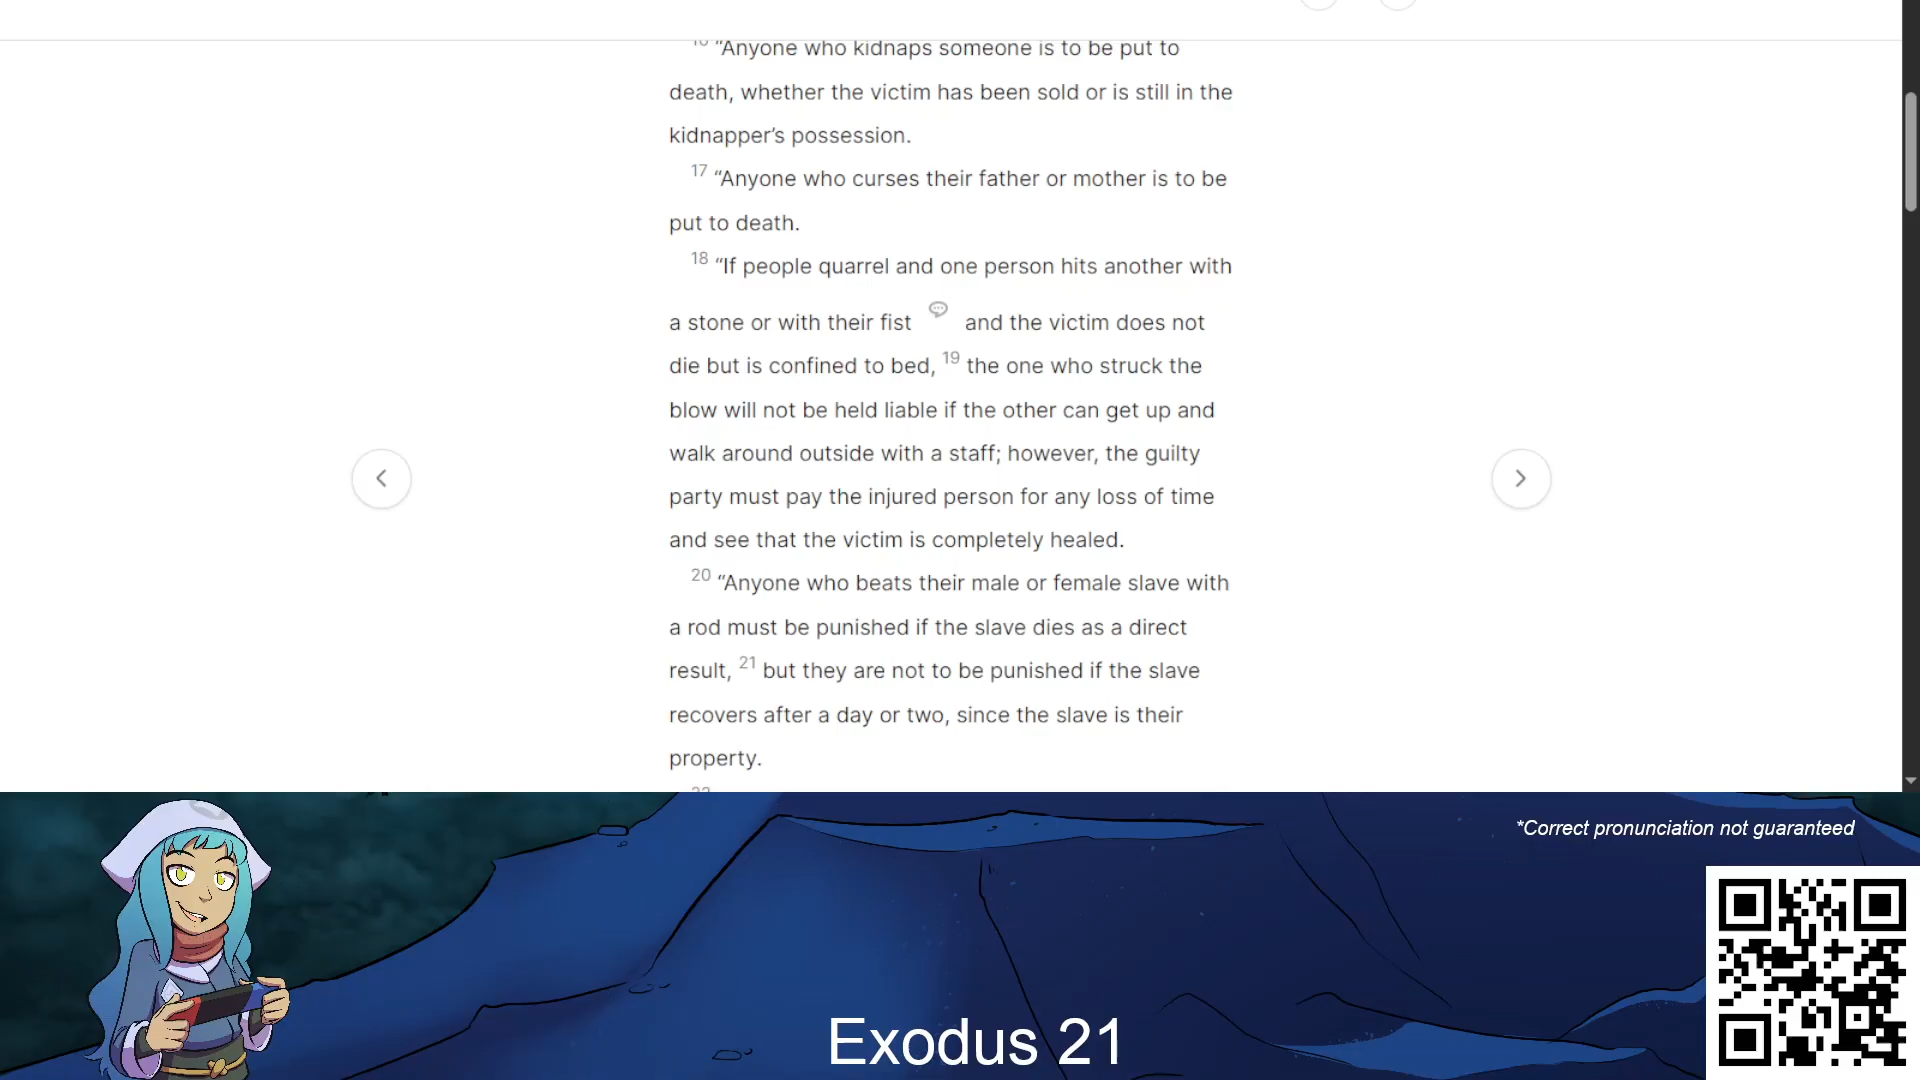 16 “Anyone who kidnaps someone is to be put to
death, whether the victim has been sold or is still in the
kidnapper’s possession.
17 “Anyone who curses their father or mother is to be
put to death.
18 “If people quarrel and one person hits another with
a stone or with their fist and the victim does not
die but is confined to bed, 19 the one who struck the
blow will not be held liable if the other can get up and
walk around outside with a staff; however, the guilty
party must pay the injured person for any loss of time
and see that the victim is completely healed.
20 “Anyone who beats their male or female slave with
a rod must be punished if the slave dies as a direct
result, 21 but they are not to be punished if the slave
recovers after a day or two, since the slave is their
property.
*Correct pronunciation not guaranteed
Exodus 21